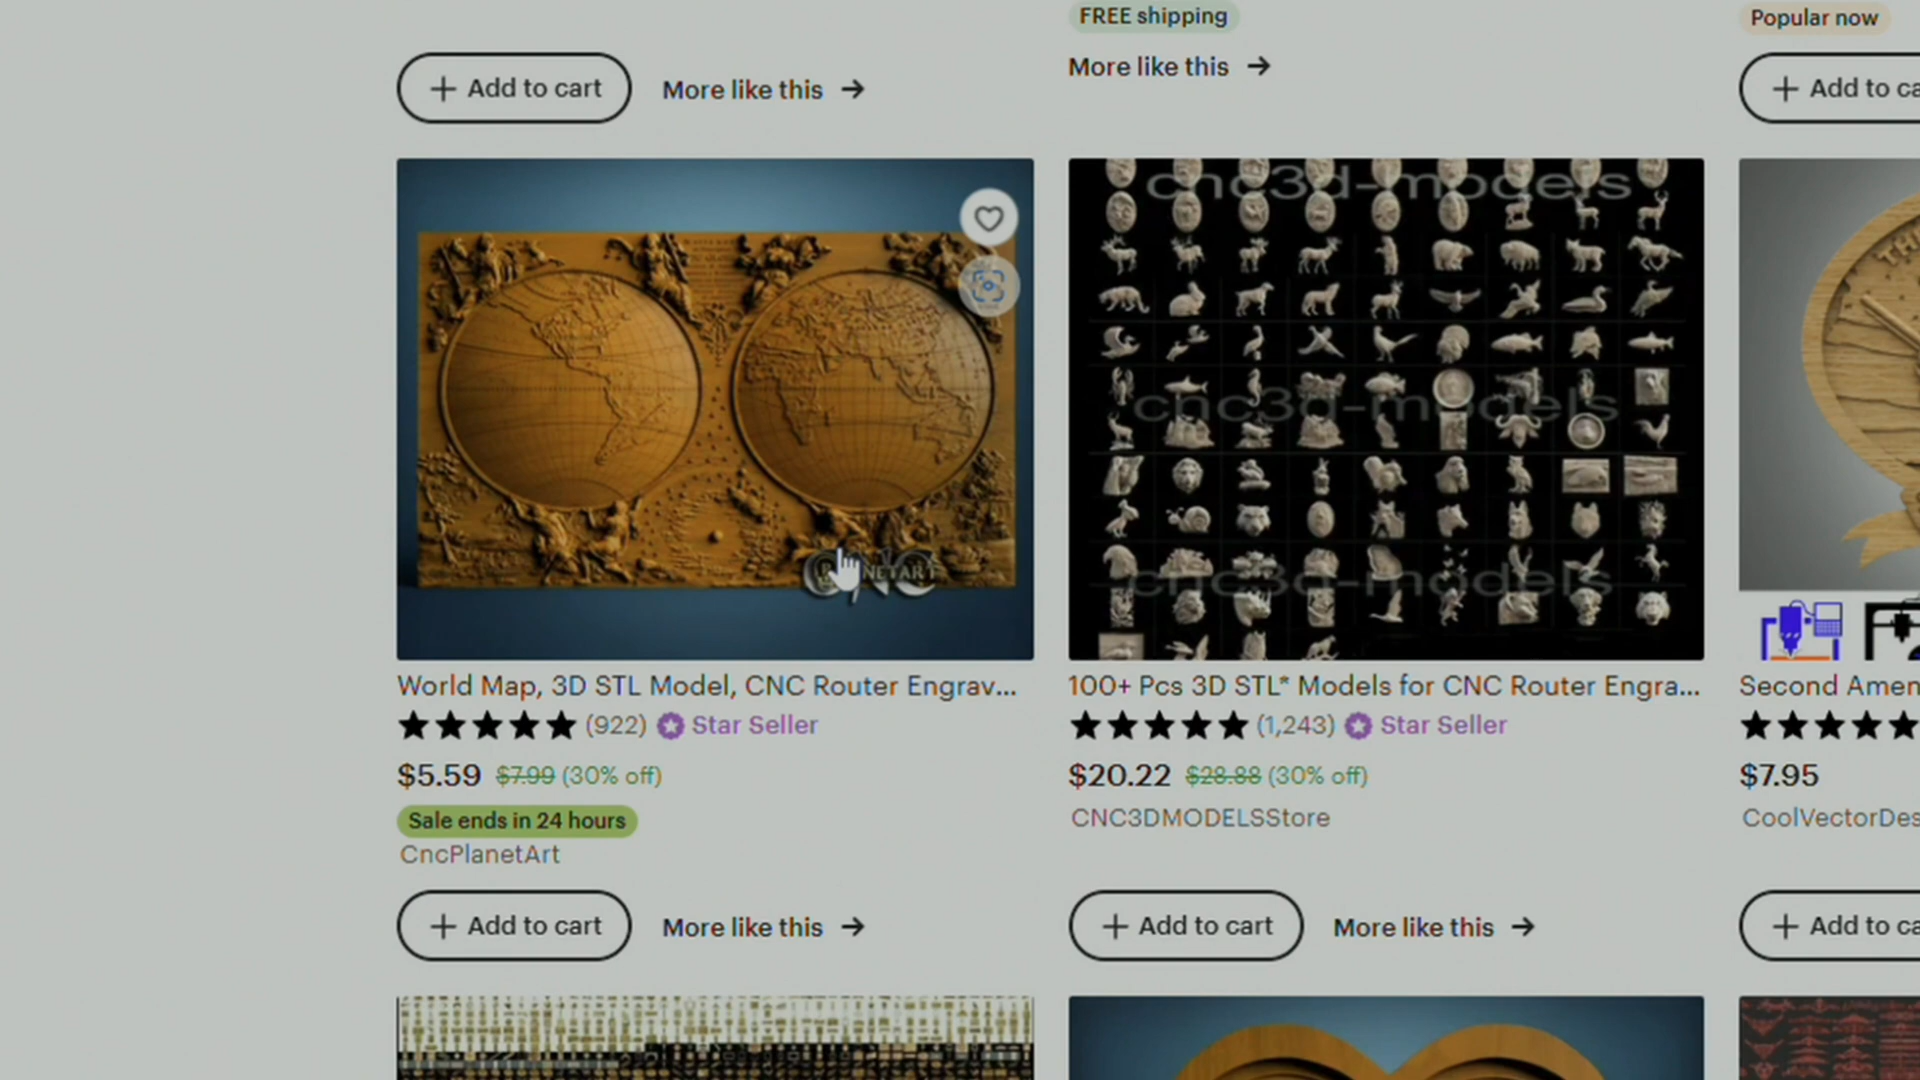 FREE shipping
Popular now
+ Add to cart
More like this →
More like this →
+ Add to ca
cnc3d-models
cnc3d-models
cnc3d-models
World Map, 3D STL Model, CNC Router Engrav...
(922) Star Seller
$5.59 $7.99 (30% off)
Sale ends in 24 hours
CncPlanetArt
+ Add to cart
More like this →
100+ Pcs 3D STL* Models for CNC Router Engra...
(1,243) Star Seller
$20.22 $28.88 (30% off)
CNC3DMODELSStore
+ Add to cart
More like this →
Second Amen
$7.95
CoolVectorDes
+ Add to ca